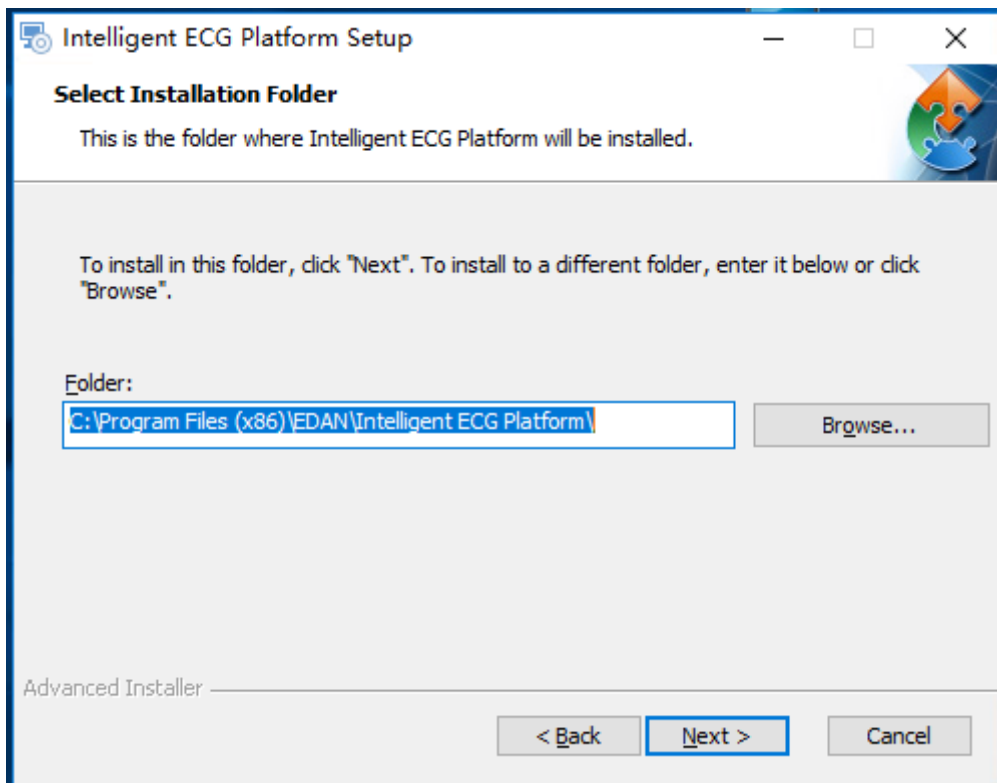 Intelligent ECG Platform Setup
Select Installation Folder
This is the folder where Intelligent ECG Platform will be installed.
To install in this folder, click "Next". To install to a different folder, enter it below or click
"Browse".
Folder:
C:\Program Files (x86)\EDAN\Intelligent ECG Platform\
Browse...
Advanced Installer
< Back
Next >
Cancel